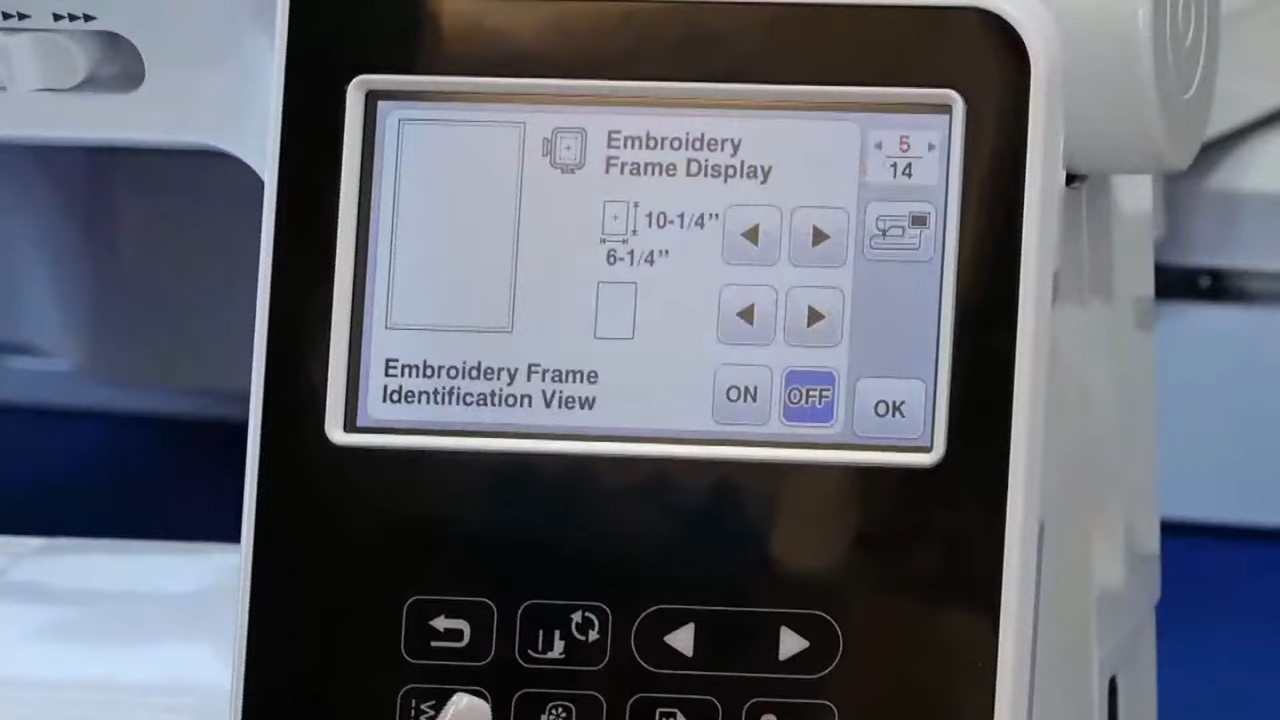 Embroidery
Frame Display
5
14
10-1/4”
6-1/4”
Embroidery Frame
Identification View
ON
OFF
OK